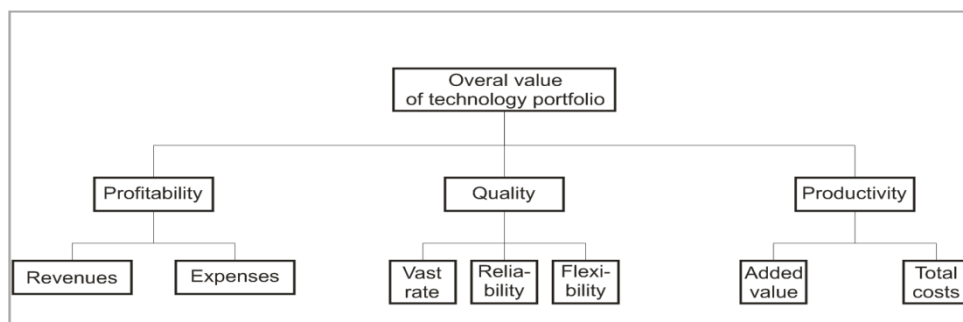 Overal value
of technology portfolio
Profitability
Quality
Productivity
Revenues
Expenses
Vast
rate
Relia-
bility
Flexi-
bility
Added
value
Total
costs